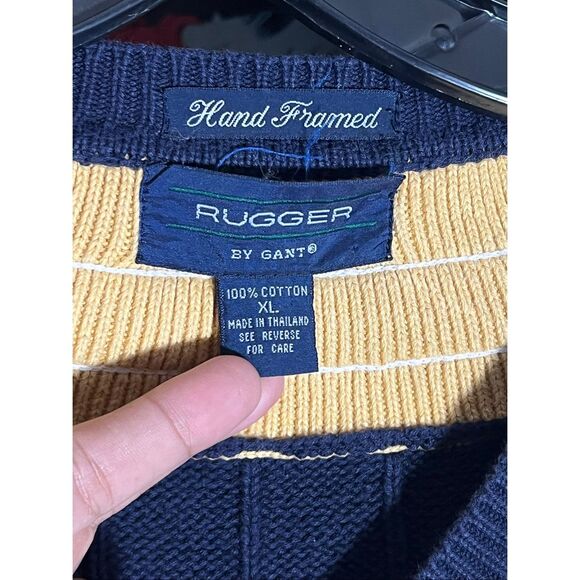 Hand Framed
RUGGER
BY GANT®
100% COTTON
XL
MADE IN THAILAND
SEE REVERSE
FOR CARE